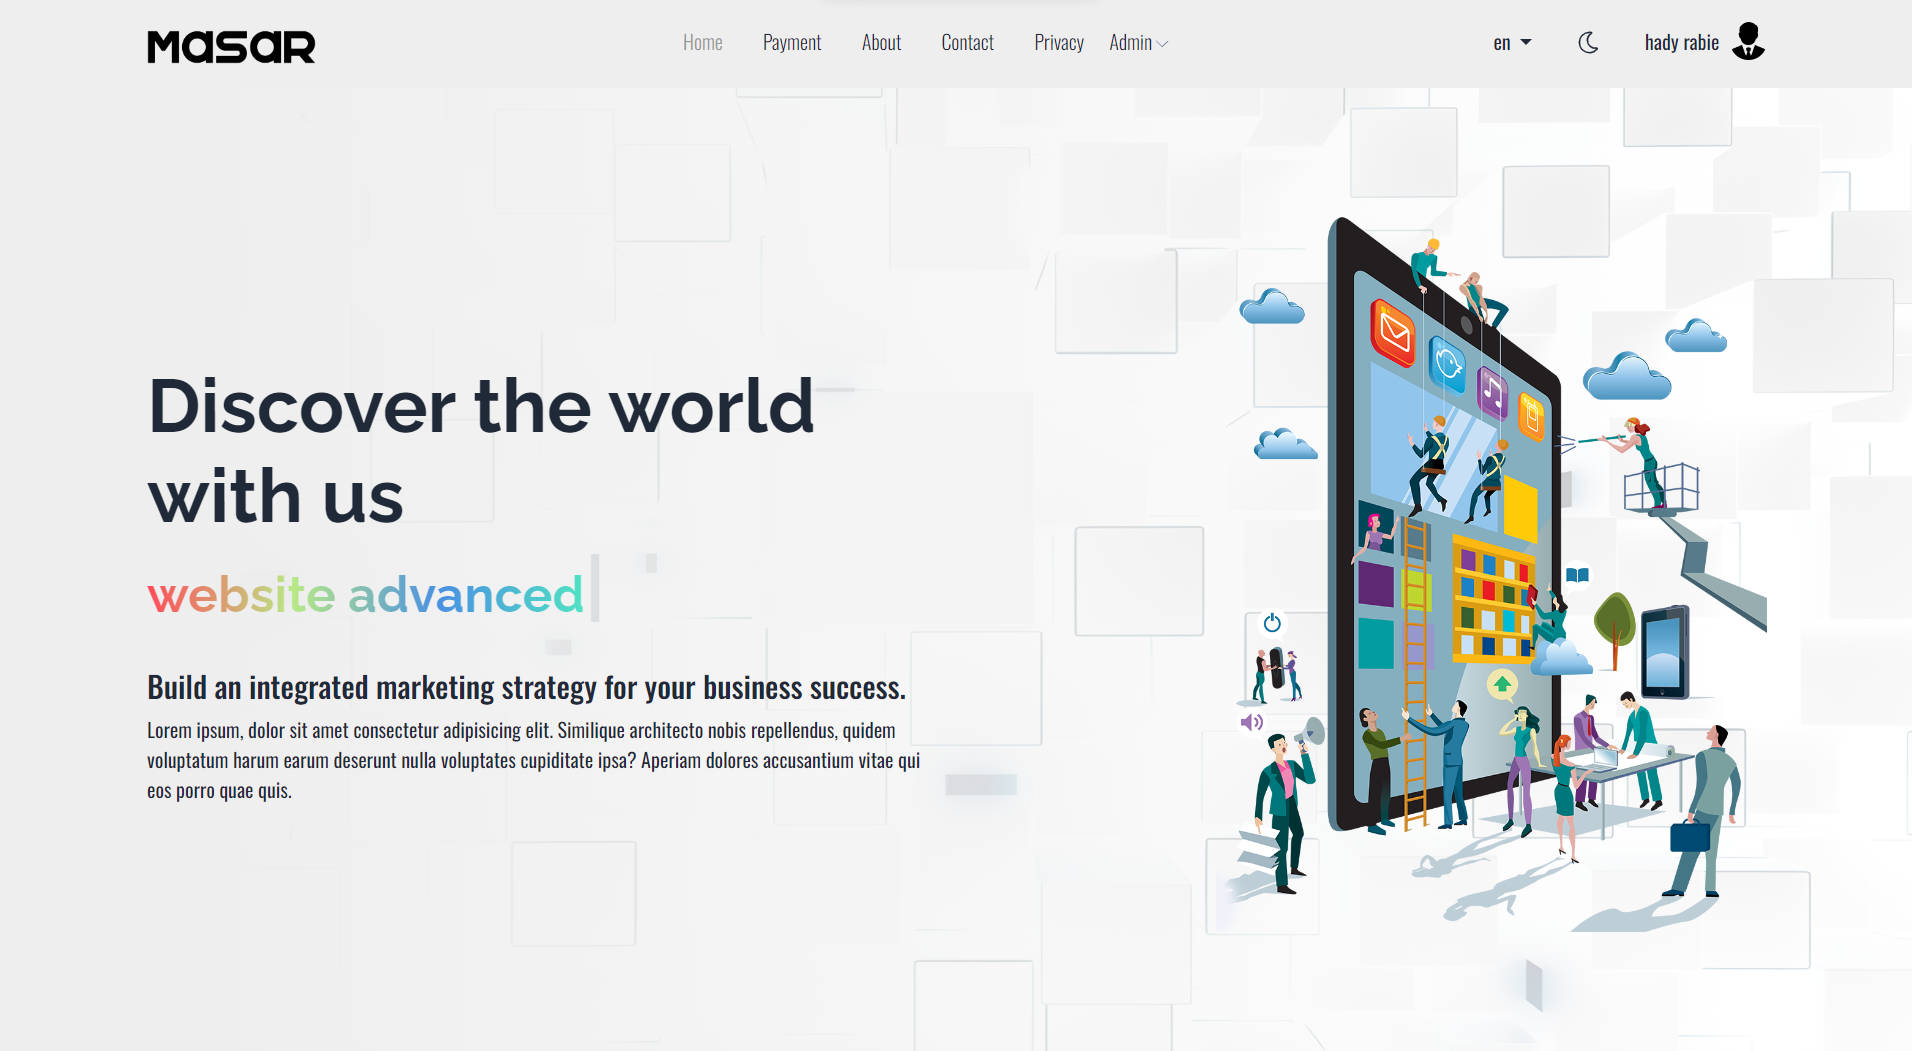 MASAR
Home Payment About Contact Privacy Admin
en hady rabie
Discover the world
with us
website advanced
Build an integrated marketing strategy for your business success.
Lorem ipsum, dolor sit amet consectetur adipisicing elit. Similique architecto nobis repellendus, quidem
voluptatum harum earum deserunt nulla voluptates cupiditate ipsa? Aperiam dolores accusantium vitae qui
eos porro quae quis.